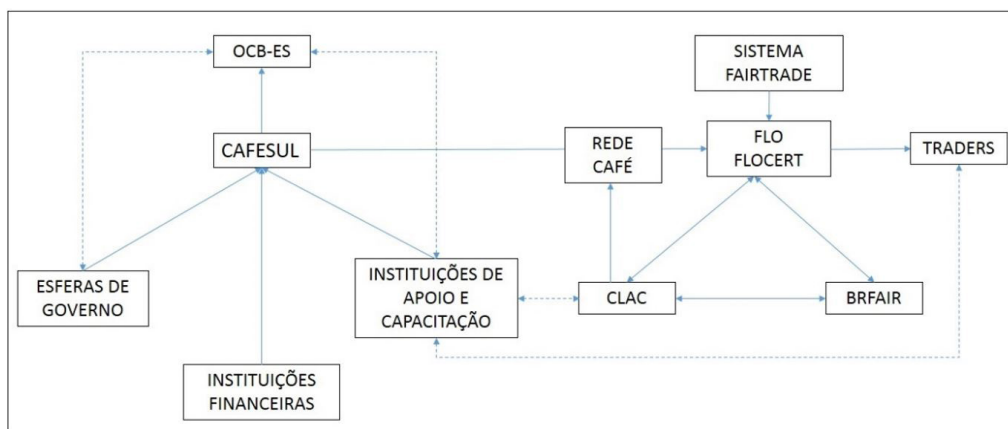 OCB-ES
SISTEMA
FAIRTRADE
CAFESUL
REDE
CAFÉ
FLO
FLOCERT
TRADERS
ESFERAS DE
GOVERNO
INSTITUIÇÕES DE
APOIO E
CAPACITAÇÃO
CLAC
BRFAIR
INSTITUIÇÕES
FINANCEIRAS